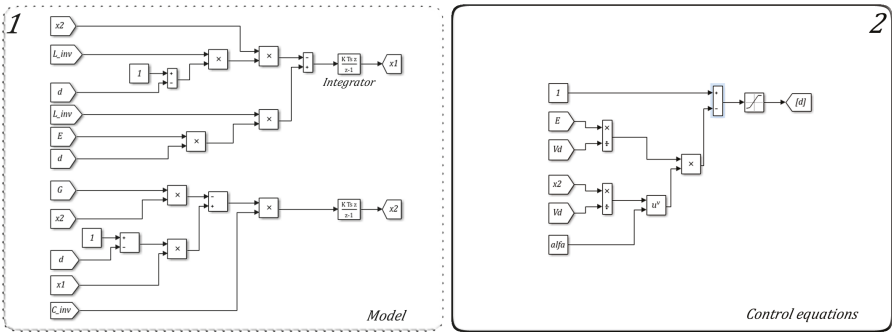 1
x2
L_inv
1
d
L_inv
E
d
×
×
×
×
+
-
-
+
K Ts z
z-1
Integrator
x1
G
x2
1
d
x1
C_inv
×
×
×
+
-
-
+
K Ts z
z-1
x2
Model
2
1
E
Vd
x2
Vd
alfa
×
÷
×
÷
u^v
×
+
-
[d]
Control equations